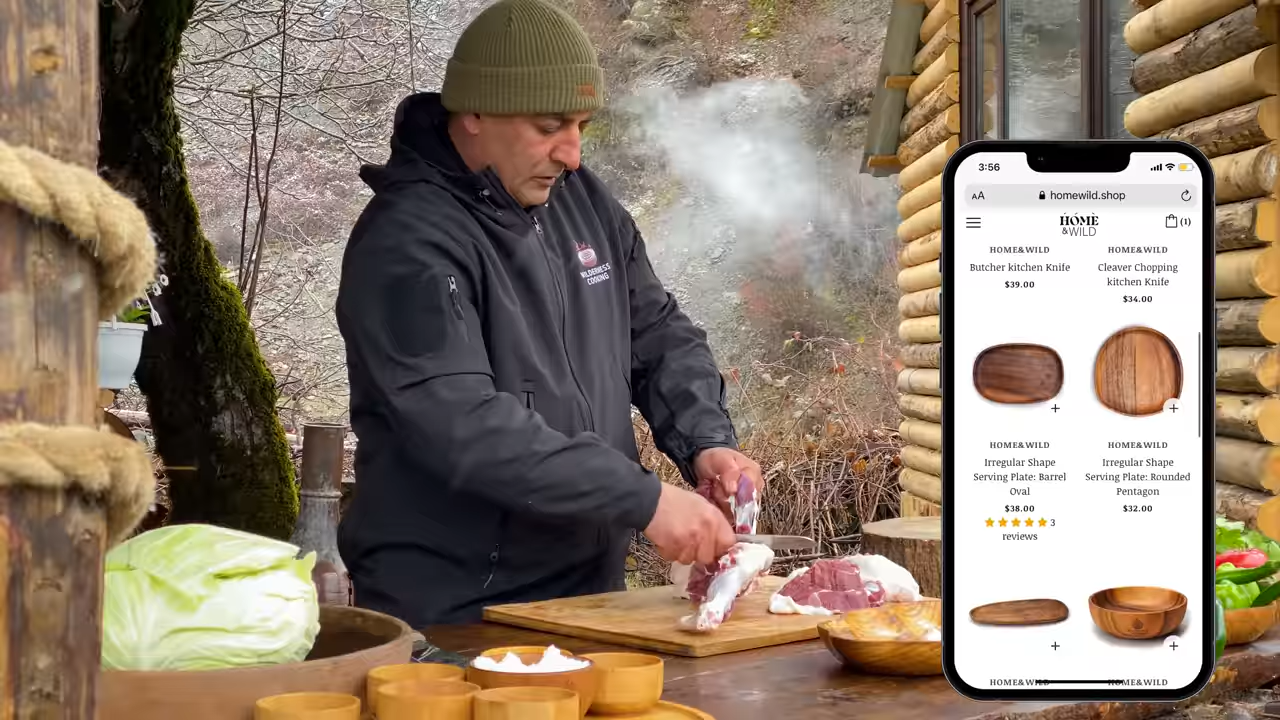 WILDERNESS
COOKING
3:56
AA
homewild.shop
HOME
&WILD
(1)
HOME&WILD
Butcher kitchen Knife
$39.00
HOME&WILD
Cleaver Chopping
kitchen Knife
$34.00
HOME&WILD
Irregular Shape
Serving Plate: Barrel
Oval
$38.00
3
reviews
HOME&WILD
Irregular Shape
Serving Plate: Rounded
Pentagon
$32.00
HOME&WILD
HOME&WILD